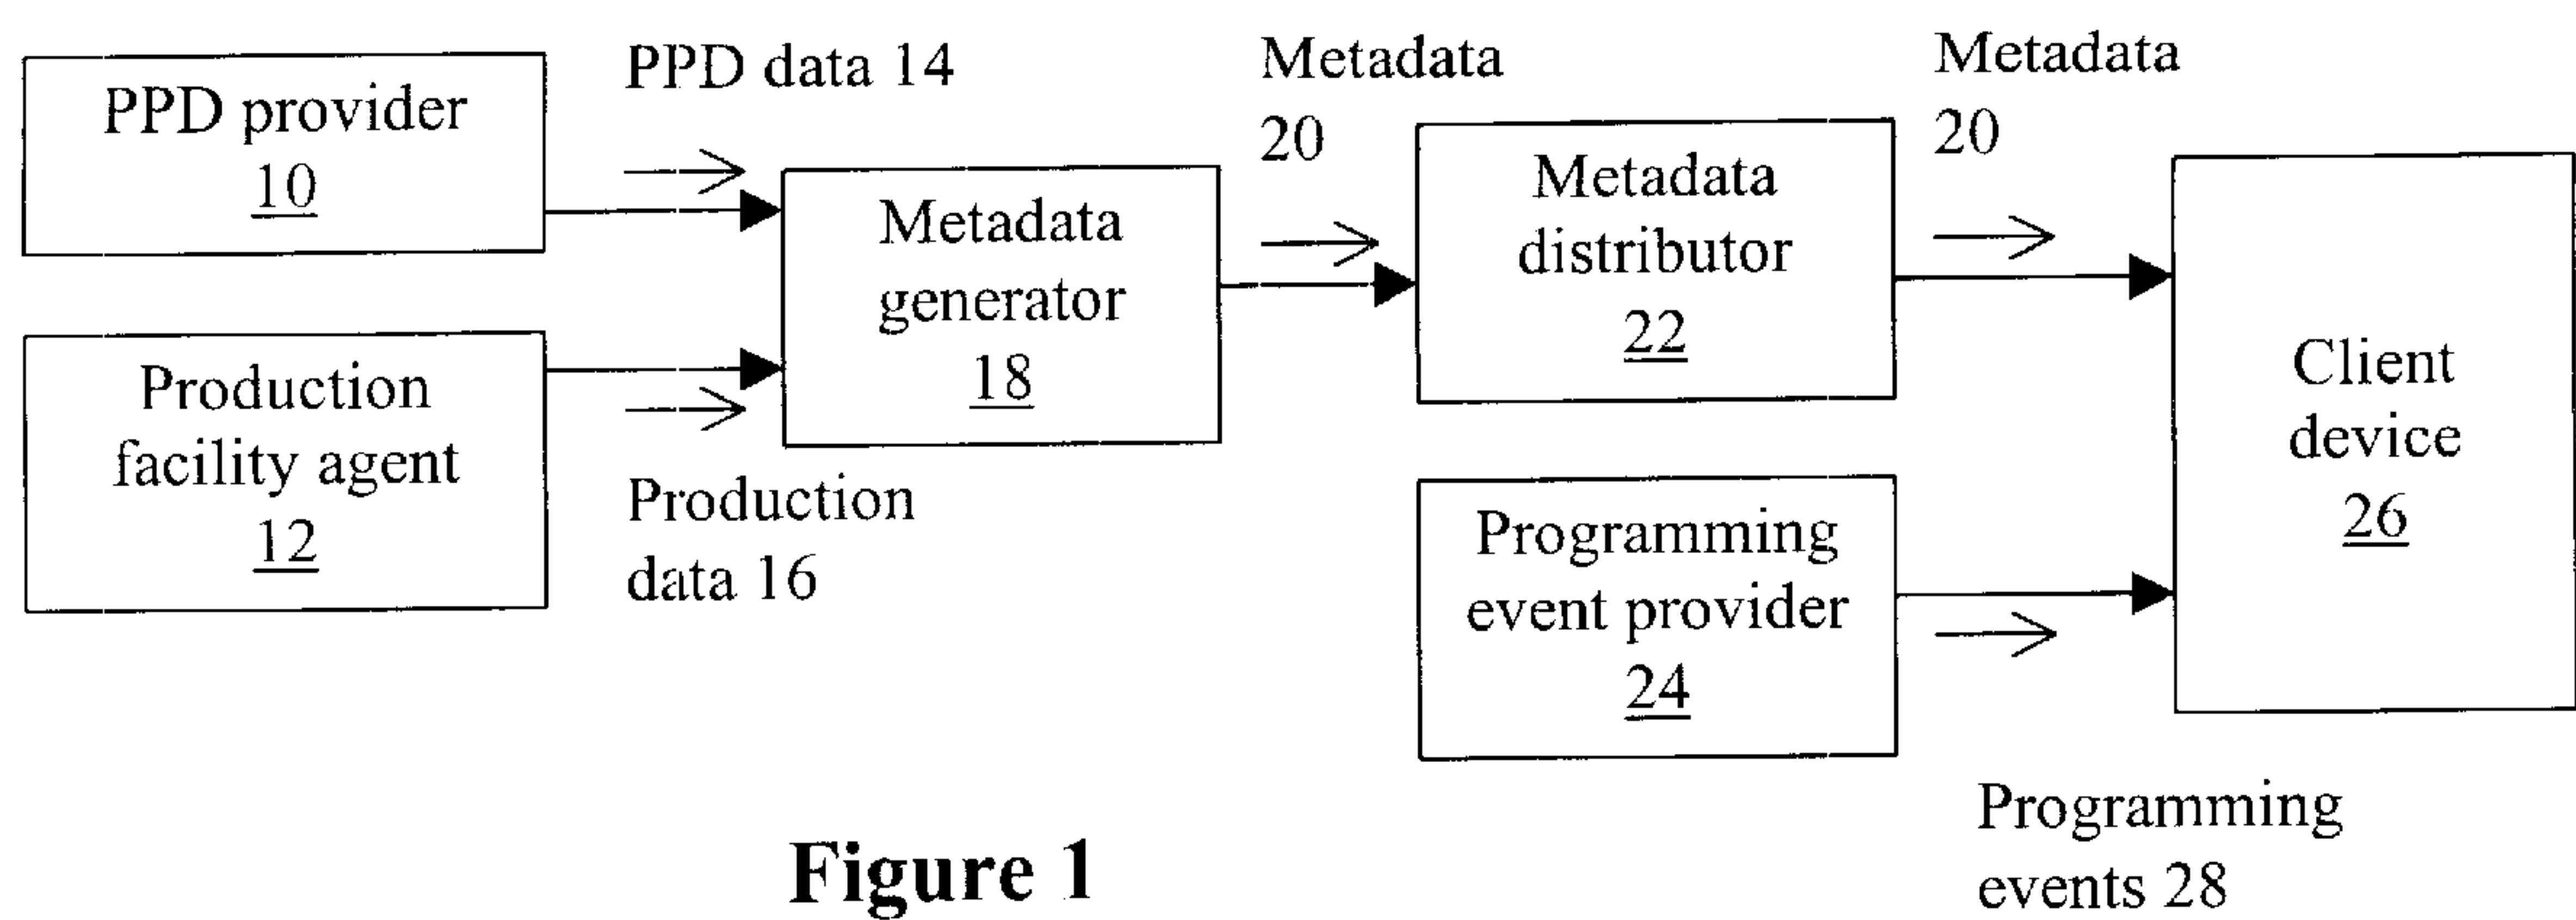 PPD provider
10
PPD data 14
Production
facility agent
12
Production
data 16
Metadata
generator
18
Metadata
20
Metadata
distributor
22
Metadata
20
Programming
event provider
24
Client
device
26
Programming
events 28
Figure 1